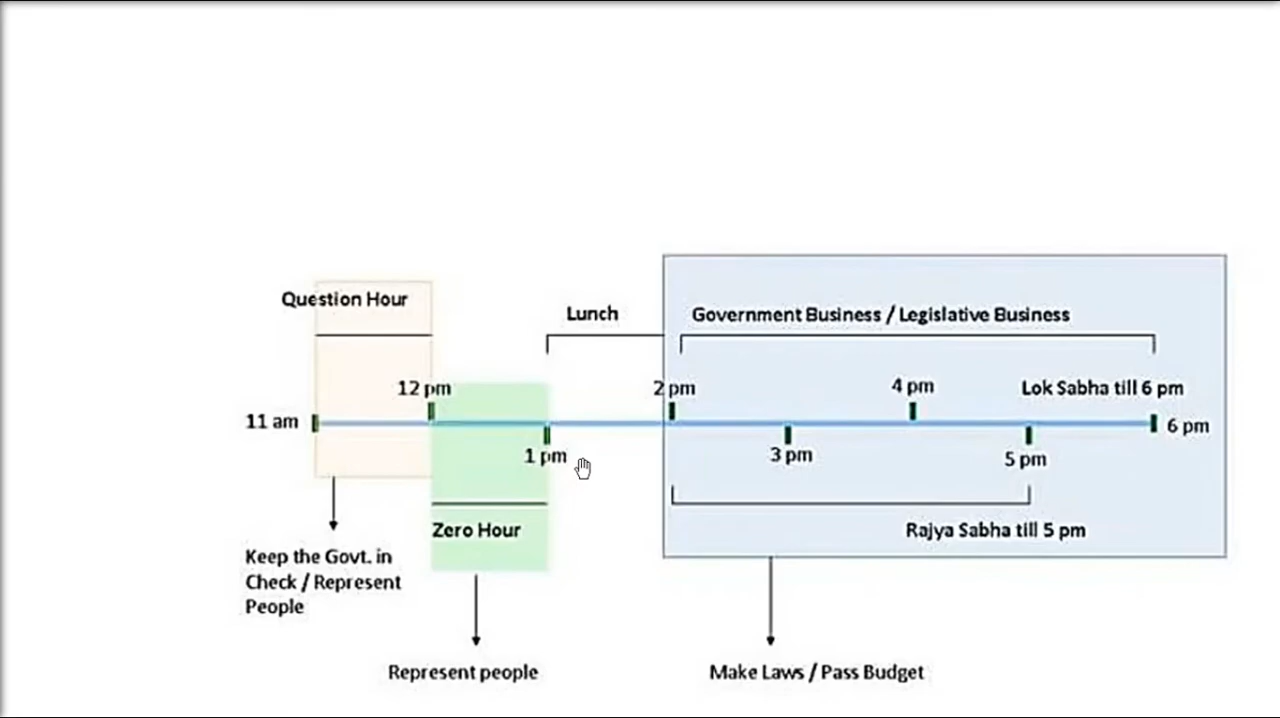 Question Hour
Lunch
Government Business / Legislative Business
12 pm
2 pm
4 pm
Lok Sabha till 6 pm
11 am
6 pm
1 pm
3 pm
5 pm
Zero Hour
Rajya Sabha till 5 pm
Keep the Govt. in
Check / Represent
People
Represent people
Make Laws / Pass Budget